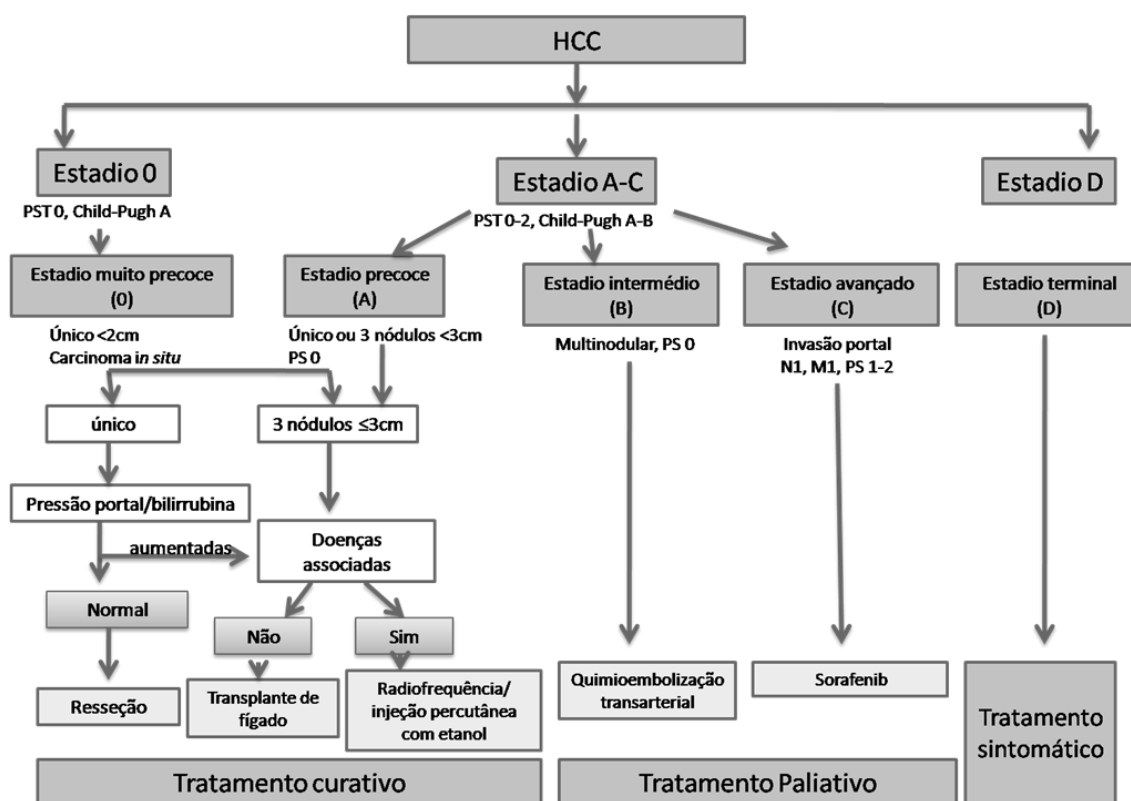 HCC
Estadio 0
Estadio A-C
Estadio D
PST 0, Child-Pugh A
PST 0-2, Child-Pugh A-B
Estadio muito precoce
(0)
Estadio precoce
(A)
Estadio intermédio
(B)
Estadio avançado
(C)
Estadio terminal
(D)
Único <2cm
Carcinoma in situ
Único ou 3 nódulos <3cm
PS 0
Multinodular, PS 0
Invasão portal
N1, M1, PS 1-2
único
3 nódulos ≤3cm
Pressão portal/bilirrubina
aumentadas
Doenças
associadas
Normal
Não
Sim
Resseção
Transplante de
fígado
Radiofrequência/
injeção percutânea
com etanol
Quimioembolização
transarterial
Sorafenib
Tratamento
sintomático
Tratamento curativo
Tratamento Paliativo